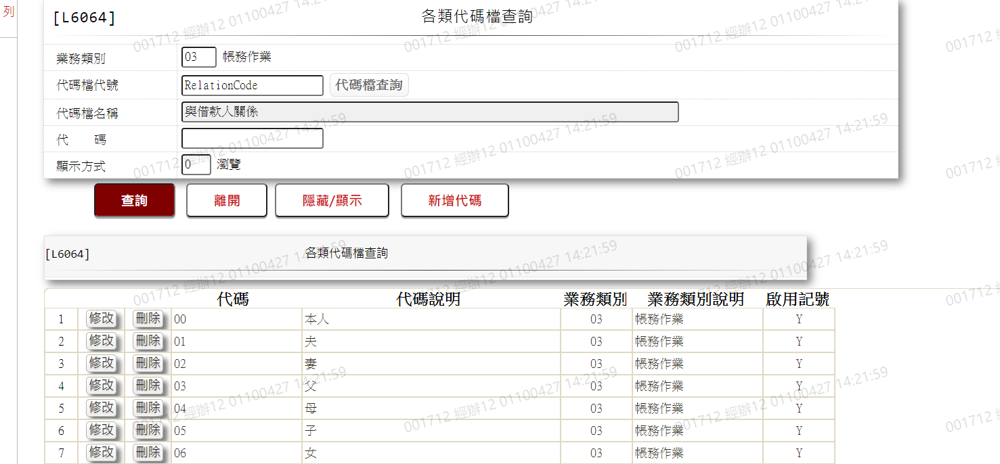 列
[L6064] 各類代碼檔查詢
業務類別 03 帳務作業
代碼檔代號 RelationCode 代碼檔查詢
代碼檔名稱 與借款人關係
代 碼
顯示方式 0 瀏覽
查詢 離開 隱藏/顯示 新增代碼
[L6064] 各類代碼檔查詢
代碼 代碼說明 業務類別 業務類別說明 啟用記號
1 修改 刪除 00 本人 03 帳務作業 Y
2 修改 刪除 01 夫 03 帳務作業 Y
3 修改 刪除 02 妻 03 帳務作業 Y
4 修改 刪除 03 父 03 帳務作業 Y
5 修改 刪除 04 母 03 帳務作業 Y
6 修改 刪除 05 子 03 帳務作業 Y
7 修改 刪除 06 女 03 帳務作業 Y
001712 經辦12 01100427 14:21:59